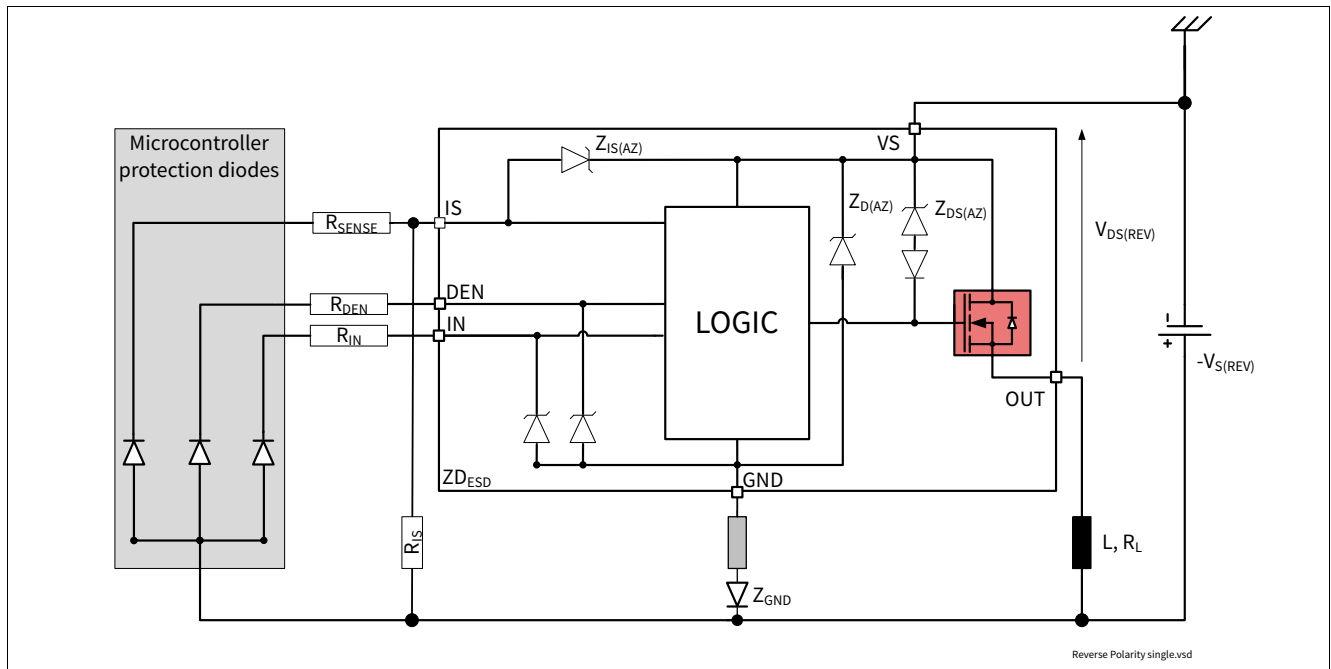 Microcontroller
protection diodes
Z_IS(AZ)
VS
IS
R_SENSE
Z_D(AZ)
Z_DS(AZ)
V_DS(REV)
DEN
R_DEN
IN
R_IN
LOGIC
-
+
-V_S(REV)
OUT
ZD_ESD
GND
R_IS
L, R_L
Z_GND
Reverse Polarity single.vsd